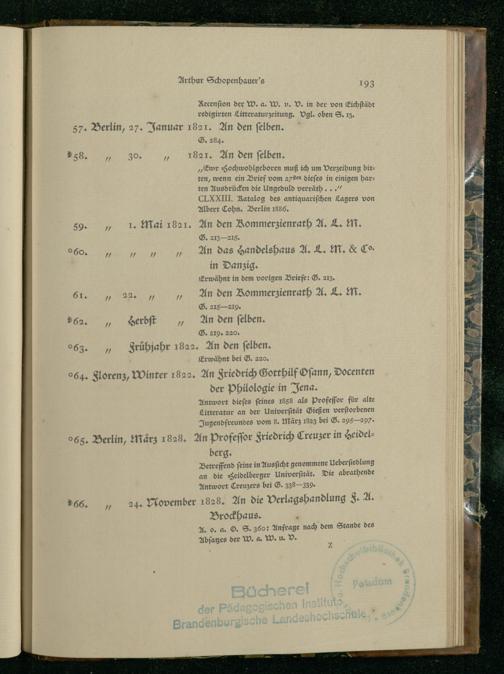 Arthur Schopenhauer's 193
Recension der W. a. W. u. V. in der von Eichstädt
redigirten Litteraturzeitung. Vgl. oben S. 15.
57. Berlin, 27. Januar 1821. An den selben.
G. 284.
*58. „ 30. „ 1821. An den selben.
„Ewr Hochwohlgeboren muß ich um Verzeihung bit-
ten, wenn ein Brief vom 27sten dieses in einigen har-
ten Ausdrücken die Ungeduld verräth . . .“
CLXXIII. Katalog des antiquarischen Lagers von
Albert Cohn. Berlin 1886.
59. „ 1. Mai 1821. An den Kommerzienrath A. L. M.
G. 213—215.
°60. „ „ „ „ An das Handelshaus A. L. M. & Co.
in Danzig.
Erwähnt in dem vorigen Briefe: G. 213.
61. „ 22. „ „ An den Kommerzienrath A. L. M.
G. 215—219.
*62. „ Herbst „ An den selben.
G. 219. 220.
°63. „ Frühjahr 1822. An den selben.
Erwähnt bei G. 220.
°64. Florenz, Winter 1822. An Friedrich Gotthilf Osann, Docenten
der Philologie in Jena.
Antwort dieses seines 1858 als Professor für alte
Litteratur an der Universität Gießen verstorbenen
Jugendfreundes vom 8. März 1823 bei G. 295—297.
°65. Berlin, März 1828. An Professor Friedrich Creuzer in Heidel-
berg.
Betreffend seine in Aussicht genommene Uebersiedlung
an die Heidelberger Universität. Die abrathende
Antwort Creuzers bei G. 338—339.
*66. „ 24. November 1828. An die Verlagshandlung F. A.
Brockhaus.
A. o. a. O. S. 360: Anfrage nach dem Stande des
Absatzes der W. a. W. u. V.
Z
Potsdam
Bücherei
der Pädagogischen Institut
Brandenburgische Landeshochschule